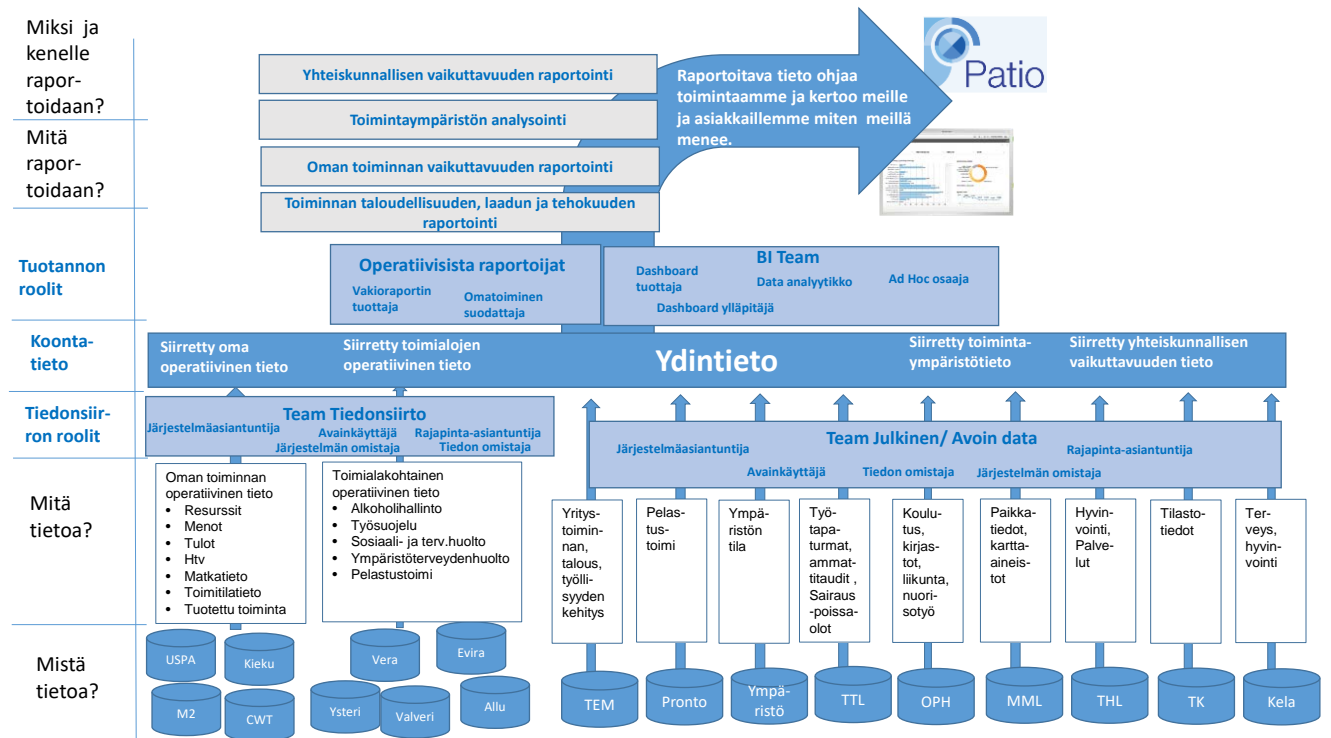 Miksi ja
kenelle
rapor-
toidaan?
Yhteiskunnallisen vaikuttavuuden raportointi
Toimintaympäristön analysointi
Raportoitava tieto ohjaa
toimintaamme ja kertoo meille
ja asiakkaillemme miten meillä
menee.
Patio
Mitä
rapor-
toidaan?
Oman toiminnan vaikuttavuuden raportointi
Toiminnan taloudellisuuden, laadun ja tehokuuden
raportointi
Tuotannon
roolit
Operatiivisista raportoijat
Vakioraportin
tuottaja
Omatoiminen
suodattaja
BI Team
Dashboard
tuottaja
Data analyytikko
Ad Hoc osaaja
Dashboard ylläpitäjä
Koonta-
tieto
Siirretty oma
operatiivinen tieto
Siirretty toimialojen
operatiivinen tieto
Ydintieto
Siirretty toiminta-
ympäristötieto
Siirretty yhteiskunnallisen
vaikuttavuuden tieto
Tiedonsiir-
ron roolit
Team Tiedonsiirto
Järjestelmäasiantuntija
Avainkäyttäjä
Rajapinta-asiantuntija
Järjestelmän omistaja
Tiedon omistaja
Team Julkinen/ Avoin data
Järjestelmäasiantuntija
Rajapinta-asiantuntija
Avainkäyttäjä
Tiedon omistaja
Järjestelmän omistaja
Mitä
tietoa?
Oman toiminnan
operatiivinen tieto
• Resurssit
• Menot
• Tulot
• Htv
• Matkatieto
• Toimitilatieto
• Tuotettu toiminta
Toimialakohtainen
operatiivinen tieto
• Alkoholihallinto
• Työsuojelu
• Sosiaali- ja terv.huolto
• Ympäristöterveydenhuolto
• Pelastustoimi
Yritys-
toimin-
nan,
talous,
työlli-
syyden
kehitys
Pelas-
tus-
toimi
Ympä-
ristön
tila
Työ-
tapa-
turmat,
ammat-
titaudit ,
Sairaus
-poissa-
olot
Koulu-
tus,
kirjas-
tot,
liikunta,
nuori-
sotyö
Paikka-
tiedot,
kartta-
aineis-
tot
Hyvin-
vointi,
Palve-
lut
Tilasto-
tiedot
Ter-
veys,
hyvin-
vointi
Mistä
tietoa?
USPA
Kieku
M2
CWT
Vera
Evira
Ysteri
Valveri
Allu
TEM
Pronto
Ympä-
ristö
TTL
OPH
MML
THL
TK
Kela